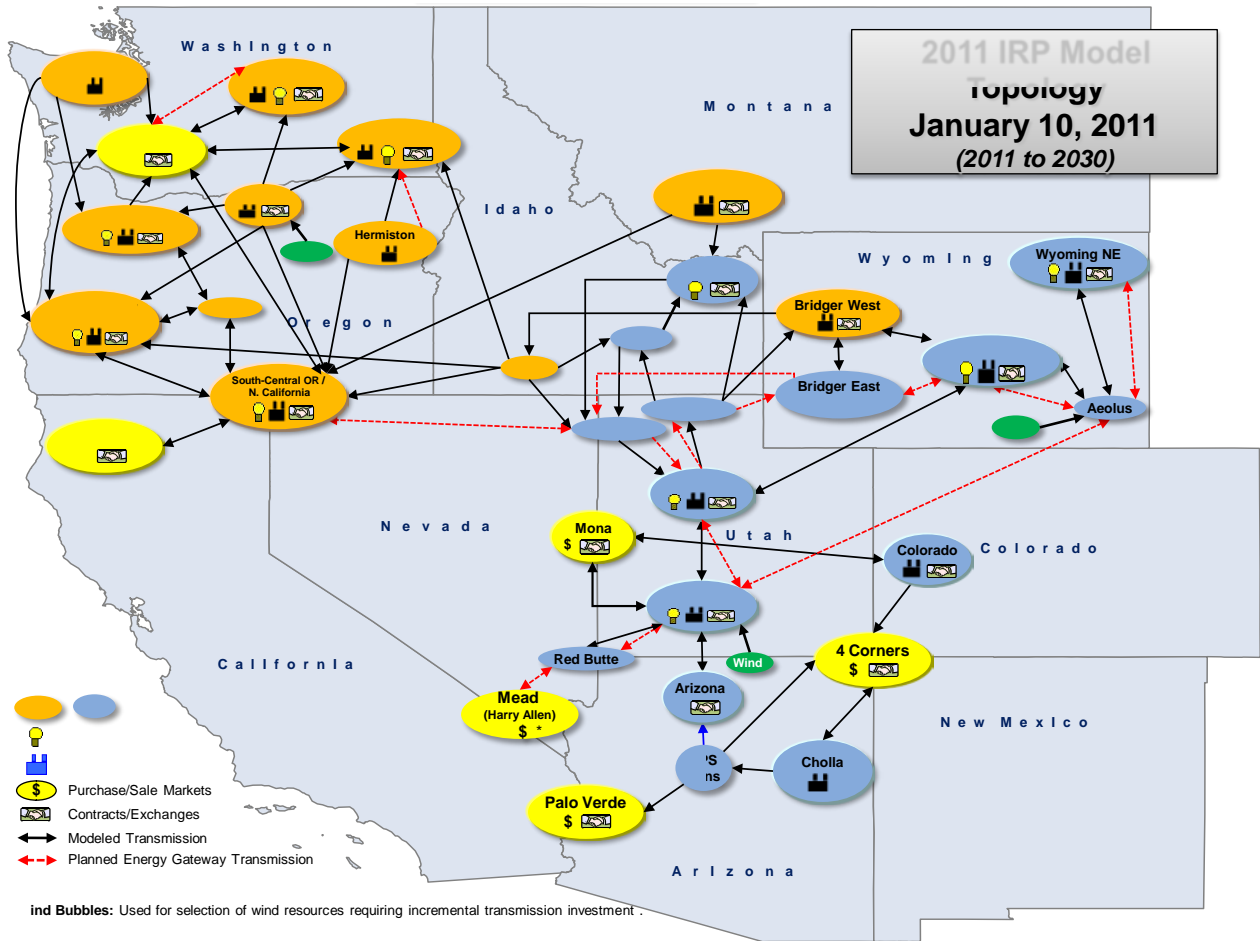 2011 IRP Model
Topology
January 10, 2011
(2011 to 2030)
Washington
Montana
Idaho
Wyoming
Oregon
Nevada
Utah
Colorado
California
New Mexico
Arizona
Hermiston
Wyoming NE
Bridger West
Bridger East
South-Central OR /
N. California
Aeolus
Mona
$
Colorado
Red Butte
Wind
4 Corners
$
Mead
(Harry Allen)
$ *
Arizona
PS
ns
Cholla
Palo Verde
$
$ Purchase/Sale Markets
Contracts/Exchanges
Modeled Transmission
Planned Energy Gateway Transmission
ind Bubbles: Used for selection of wind resources requiring incremental transmission investment .